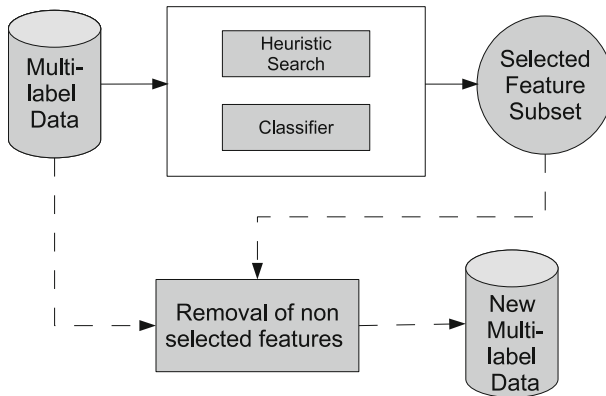 Multi-
label
Data
Heuristic
Search
Classifier
Selected
Feature
Subset
Removal of non
selected features
New
Multi-
label
Data